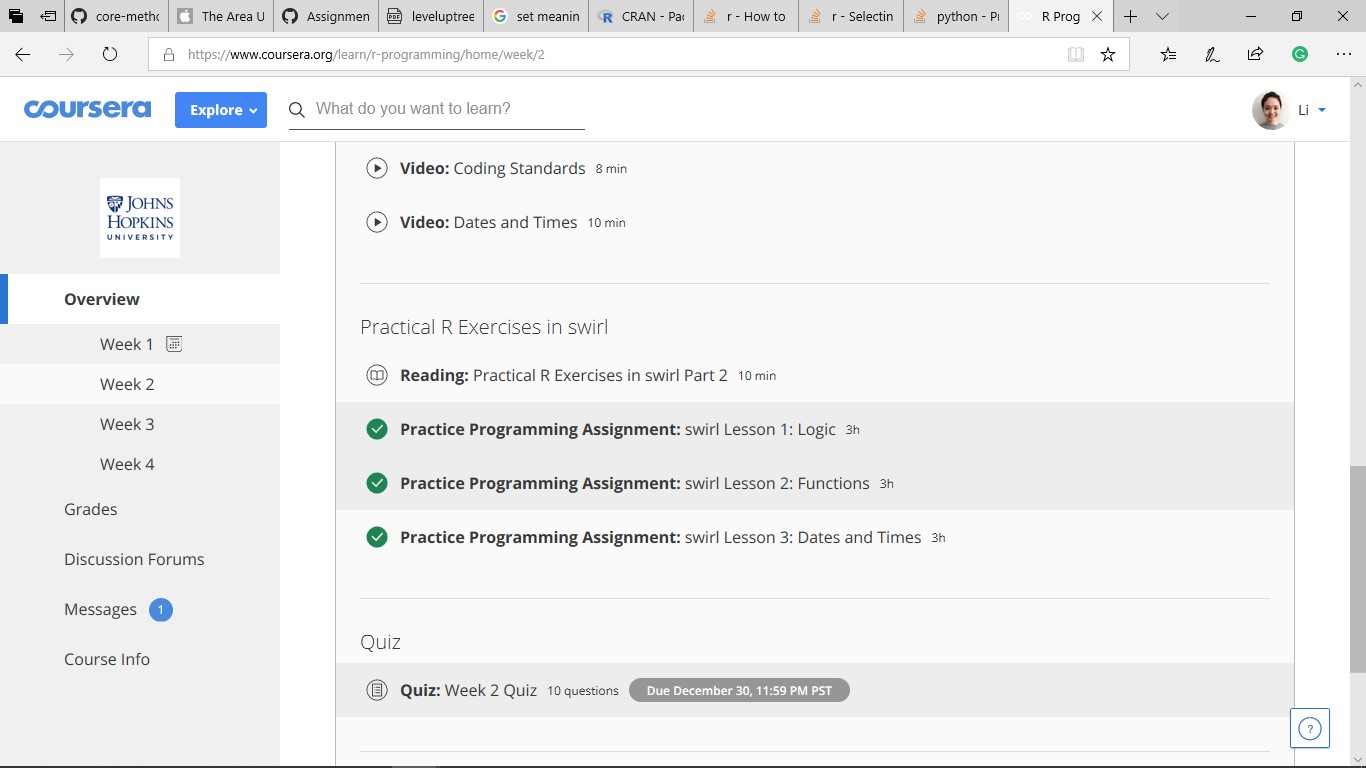 core-metho
The Area U
Assignmen
leveluptree
set meanin
CRAN - Pac
r - How to
r - Selectin
python - Pr
R Prog
https://www.coursera.org/learn/r-programming/home/week/2
coursera
Explore
What do you want to learn?
Li
JOHNS
HOPKINS
UNIVERSITY
Overview
Week 1
Week 2
Week 3
Week 4
Grades
Discussion Forums
Messages 1
Course Info
Video: Coding Standards 8 min
Video: Dates and Times 10 min
Practical R Exercises in swirl
Reading: Practical R Exercises in swirl Part 2 10 min
Practice Programming Assignment: swirl Lesson 1: Logic 3h
Practice Programming Assignment: swirl Lesson 2: Functions 3h
Practice Programming Assignment: swirl Lesson 3: Dates and Times 3h
Quiz
Quiz: Week 2 Quiz 10 questions Due December 30, 11:59 PM PST
?